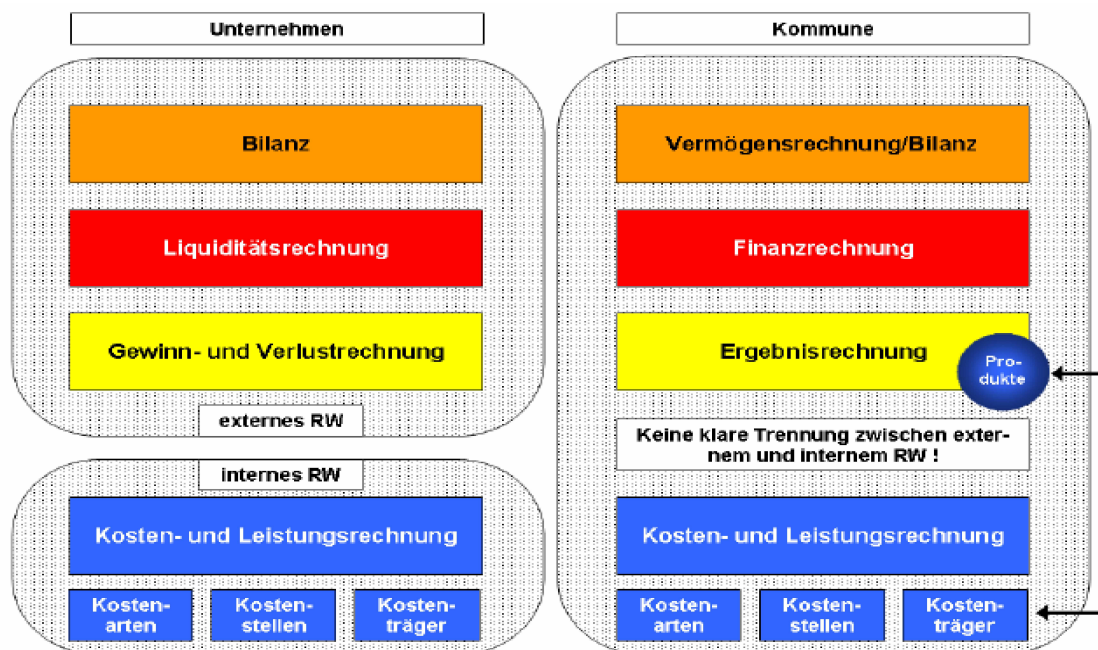 Unternehmen
Bilanz
Liquiditätsrechnung
Gewinn- und Verlustrechnung
externes RW
internes RW
Kosten- und Leistungsrechnung
Kosten-
arten
Kosten-
stellen
Kosten-
träger
Kommune
Vermögensrechnung/Bilanz
Finanzrechnung
Ergebnisrechnung
Pro-
dukte
Keine klare Trennung zwischen exter-
nem und internem RW !
Kosten- und Leistungsrechnung
Kosten-
arten
Kosten-
stellen
Kosten-
träger